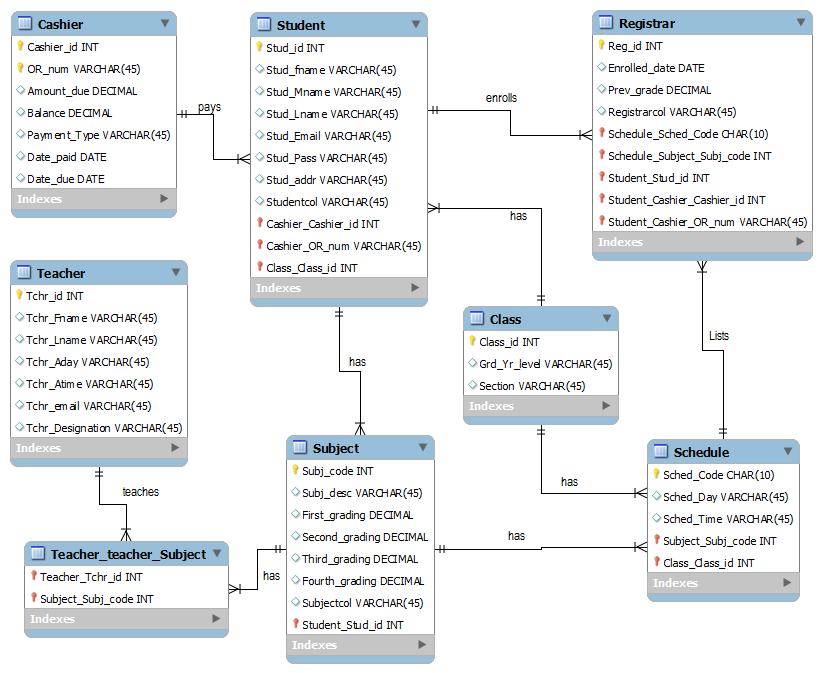 Cashier
Cashier_id INT
OR_num VARCHAR(45)
Amount_due DECIMAL
Balance DECIMAL
Payment_Type VARCHAR(45)
Date_paid DATE
Date_due DATE
Indexes
pays
Student
Stud_id INT
Stud_fname VARCHAR(45)
Stud_Mname VARCHAR(45)
Stud_Lname VARCHAR(45)
Stud_Email VARCHAR(45)
Stud_Pass VARCHAR(45)
Stud_addr VARCHAR(45)
Studentcol VARCHAR(45)
Cashier_Cashier_id INT
Cashier_OR_num VARCHAR(45)
Class_Class_id INT
Indexes
enrolls
Registrar
Reg_id INT
Enrolled_date DATE
Prev_grade DECIMAL
Registrarcol VARCHAR(45)
Schedule_Sched_Code CHAR(10)
Schedule_Subject_Subj_code INT
Student_Stud_id INT
Student_Cashier_Cashier_id INT
Student_Cashier_OR_num VARCHAR(45)
Indexes
has
Teacher
Tchr_id INT
Tchr_Fname VARCHAR(45)
Tchr_Lname VARCHAR(45)
Tchr_Aday VARCHAR(45)
Tchr_Atime VARCHAR(45)
Tchr_email VARCHAR(45)
Tchr_Designation VARCHAR(45)
Indexes
has
Class
Class_id INT
Grd_Yr_level VARCHAR(45)
Section VARCHAR(45)
Indexes
Lists
teaches
Teacher_teacher_Subject
Teacher_Tchr_id INT
Subject_Subj_code INT
Indexes
has
Subject
Subj_code INT
Subj_desc VARCHAR(45)
First_grading DECIMAL
Second_grading DECIMAL
Third_grading DECIMAL
Fourth_grading DECIMAL
Subjectcol VARCHAR(45)
Student_Stud_id INT
Indexes
has
has
Schedule
Sched_Code CHAR(10)
Sched_Day VARCHAR(45)
Sched_Time VARCHAR(45)
Subject_Subj_code INT
Class_Class_id INT
Indexes